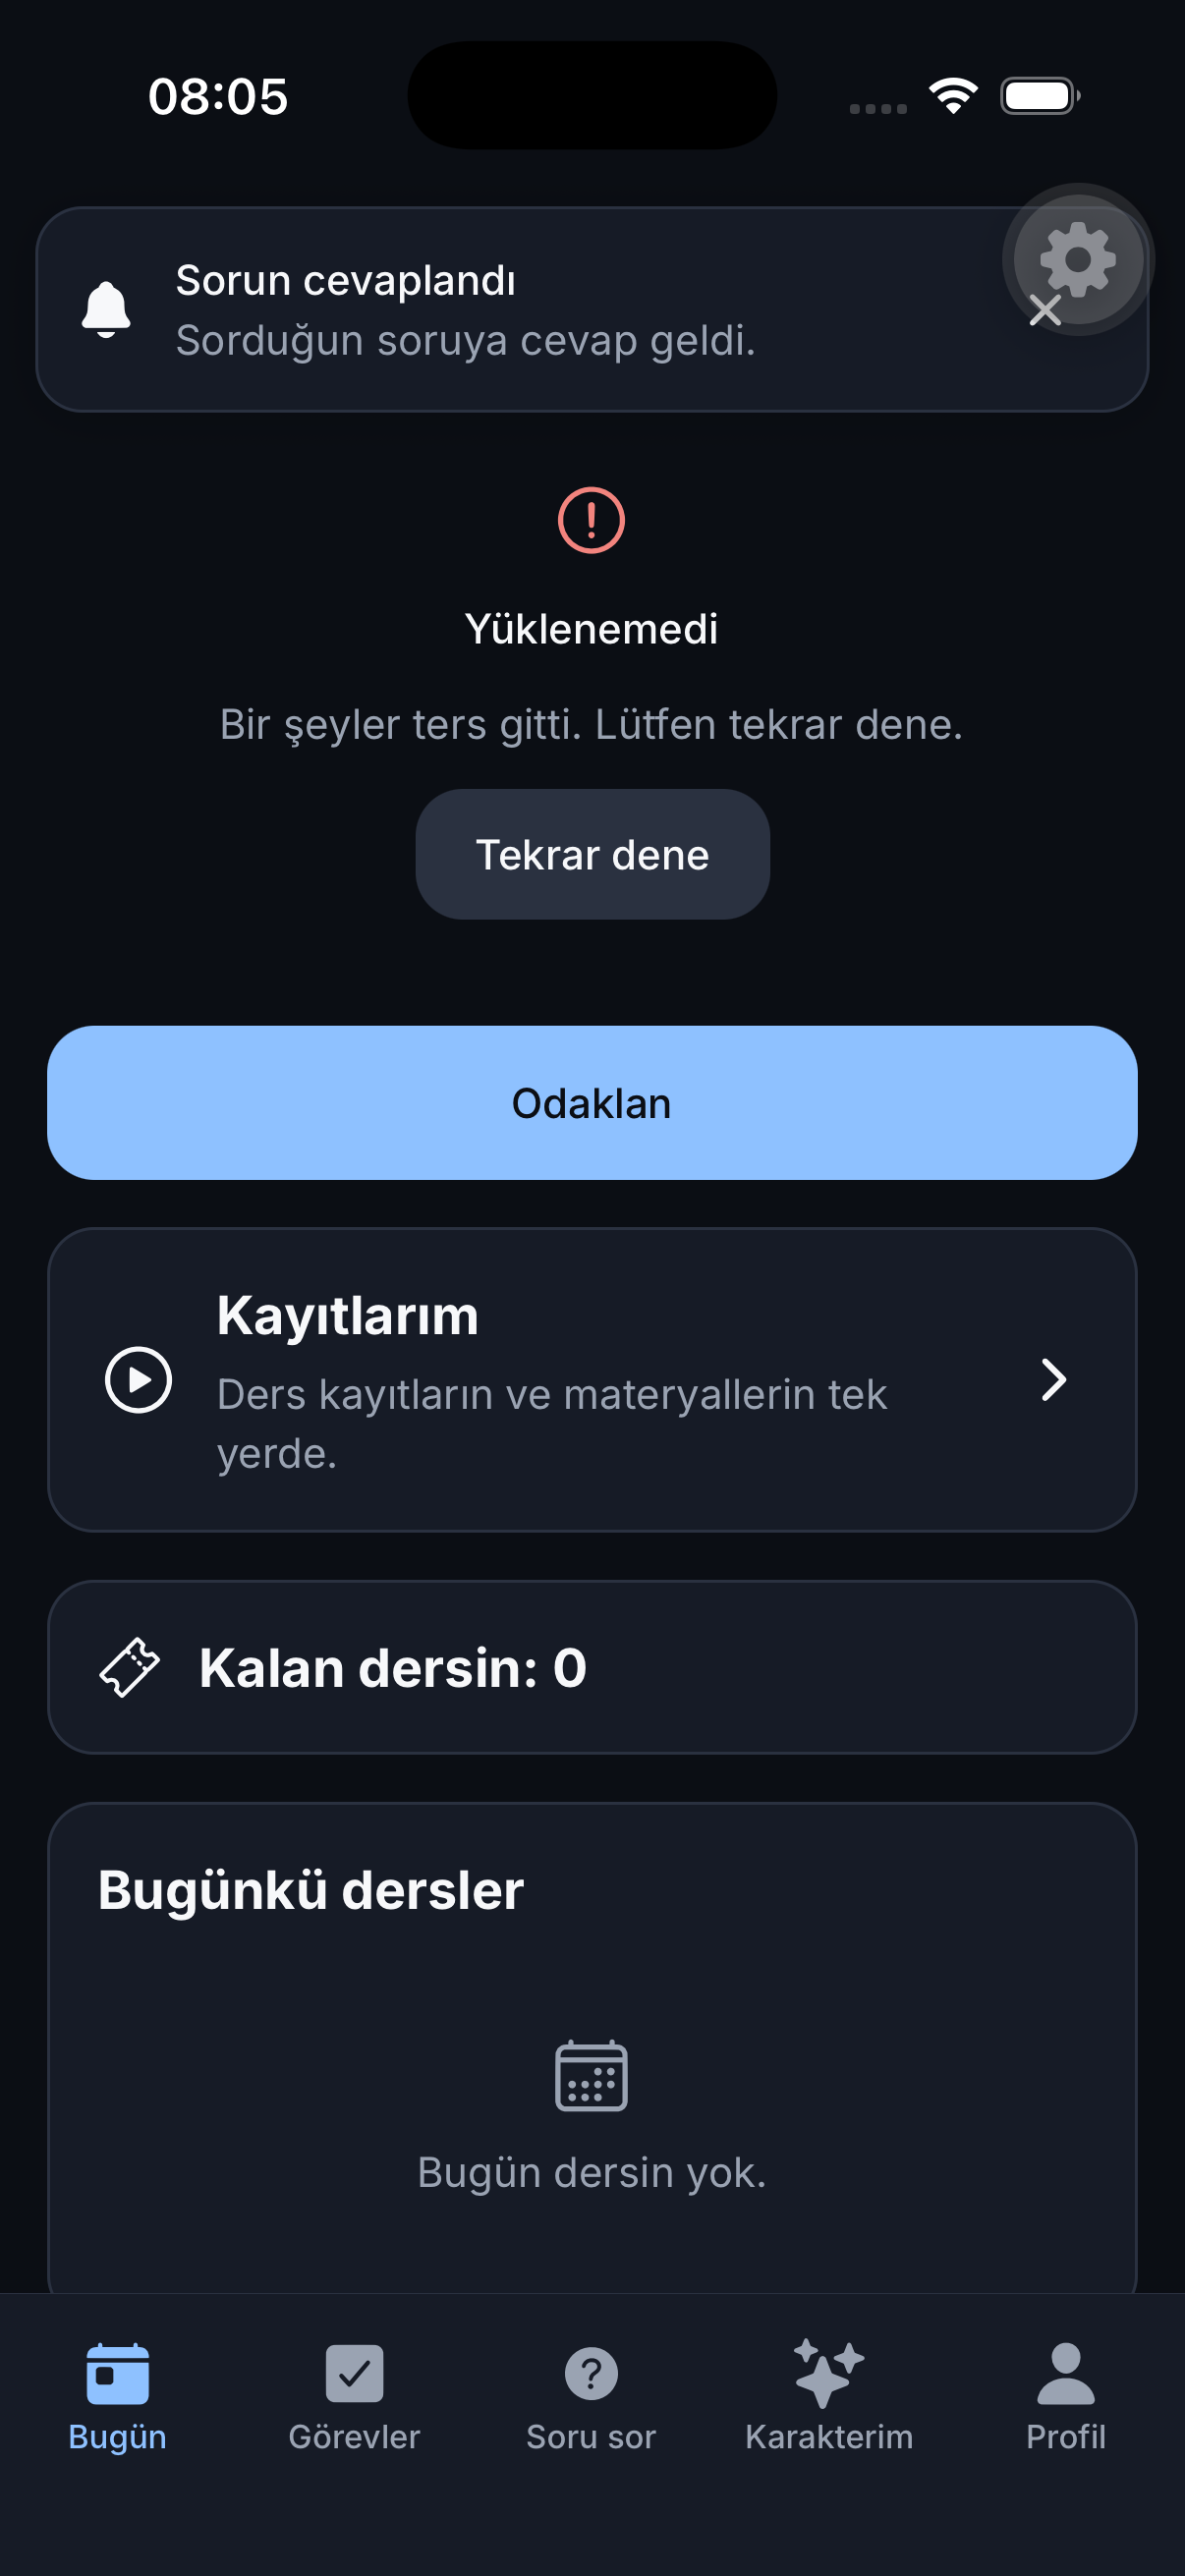 08:05
Sorun cevaplandı
Sorduğun soruya cevap geldi.
Yüklenemedi
Bir şeyler ters gitti. Lütfen tekrar dene.
Tekrar dene
Odaklan
Kayıtlarım
Ders kayıtların ve materyallerin tek
yerde.
Kalan dersin: 0
Bugünkü dersler
Bugün dersin yok.
Bugün
Görevler
Soru sor
Karakterim
Profil